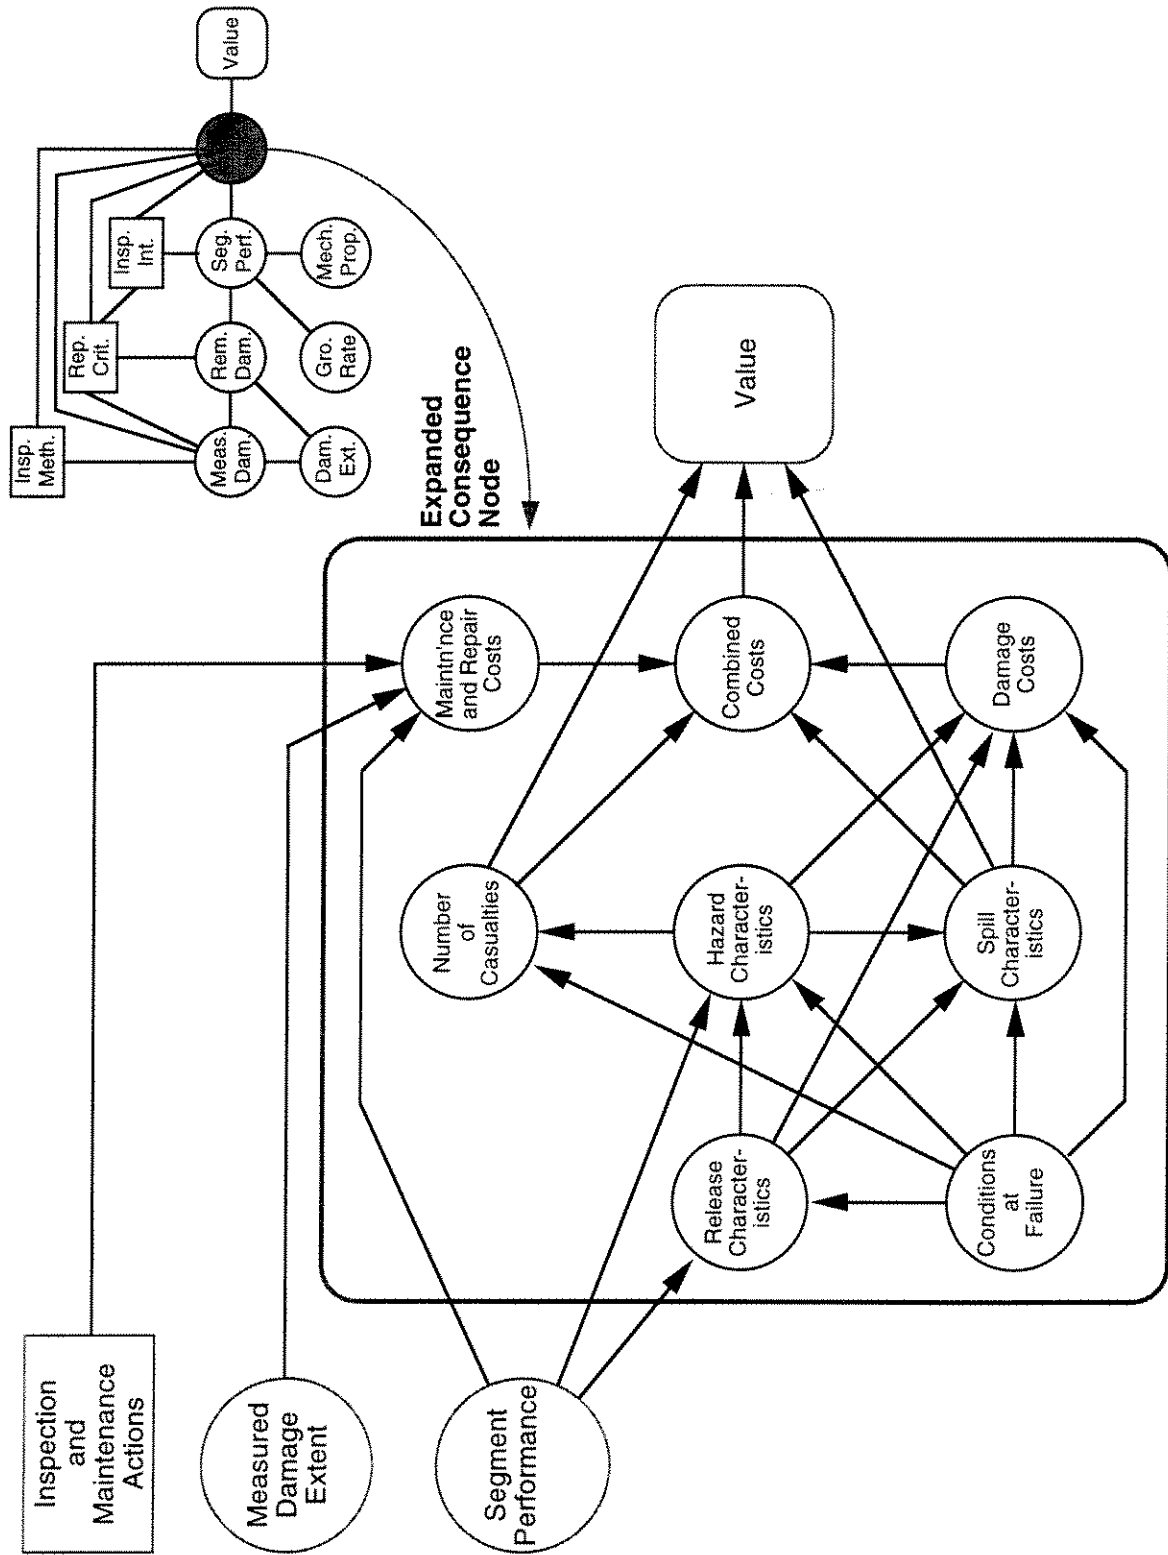 Insp.
Meth.
Rep.
Crit.
Insp.
Int.
Meas.
Dam.
Rem.
Dam.
Seg.
Perf.
Value
Dam.
Ext.
Gro.
Rate
Mech.
Prop.
Expanded
Consequence
Node
Inspection
and
Maintenance
Actions
Measured
Damage
Extent
Segment
Performance
Maintn'nce
and Repair
Costs
Number
of
Casualties
Release
Character-
istics
Hazard
Character-
istics
Combined
Costs
Value
Conditions
at
Failure
Spill
Character-
istics
Damage
Costs